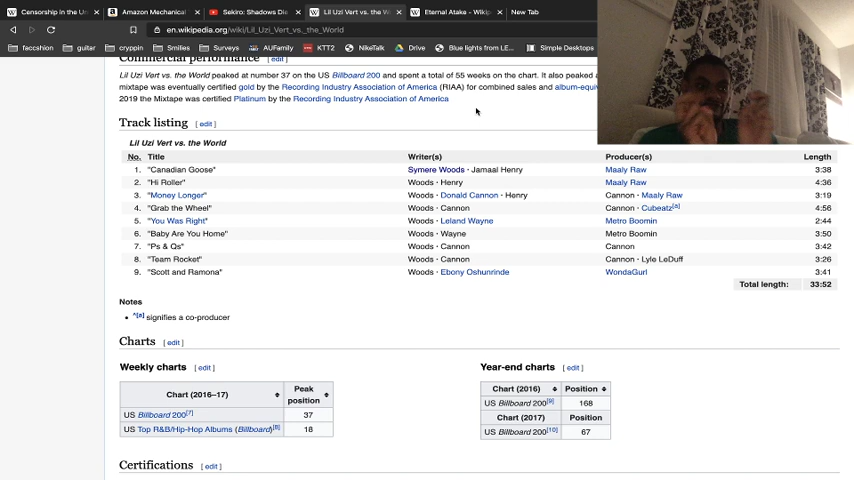 Censorship in the U
Amazon Mechanical
Sekiro: Shadows Die
Lil Uzi Vert vs. the W
Eternal Atake - Wikip
New Tab
en.wikipedia.org/wiki/Lil_Uzi_Vert_vs._the_World
faccshion
guiter
cryppin
Smilies
Surveys
AUFamily
KTT2
NikeTalk
Drive
Blue lights from LE...
Simple Desktops
Commercial performance [edit]
Lil Uzi Vert vs. the World peaked at number 37 on the US Billboard 200 and spent a total of 55 weeks on the chart. It also peaked a
mixtape was eventually certified gold by the Recording Industry Association of America (RIAA) for combined sales and album-equiv
2019 the Mixtape was certified Platinum by the Recording Industry Association of America
Track listing [edit]
Lil Uzi Vert vs. the World
No. Title Writer(s) Producer(s) Length
1. "Canadian Goose" Symere Woods · Jamaal Henry Maaly Raw 3:38
2. "Hi Roller" Woods · Henry Maaly Raw 4:36
3. "Money Longer" Woods · Donald Cannon · Henry Cannon · Maaly Raw 3:19
4. "Grab the Wheel" Woods · Cannon Cannon · Cubeatz[a] 4:56
5. "You Was Right" Woods · Leland Wayne Metro Boomin 2:44
6. "Baby Are You Home" Woods · Wayne Metro Boomin 3:50
7. "Ps & Qs" Woods · Cannon Cannon 3:42
8. "Team Rocket" Woods · Cannon Cannon · Lyle LeDuff 3:26
9. "Scott and Ramona" Woods · Ebony Oshunrinde WondaGurl 3:41
Total length: 33:52
Notes
• ^[a] signifies a co-producer
Charts [edit]
Weekly charts [edit]
Chart (2016–17) Peak position
US Billboard 200[7] 37
US Top R&B/Hip-Hop Albums (Billboard)[8] 18
Year-end charts [edit]
Chart (2016) Position
US Billboard 200[9] 168
Chart (2017) Position
US Billboard 200[10] 67
Certifications [edit]